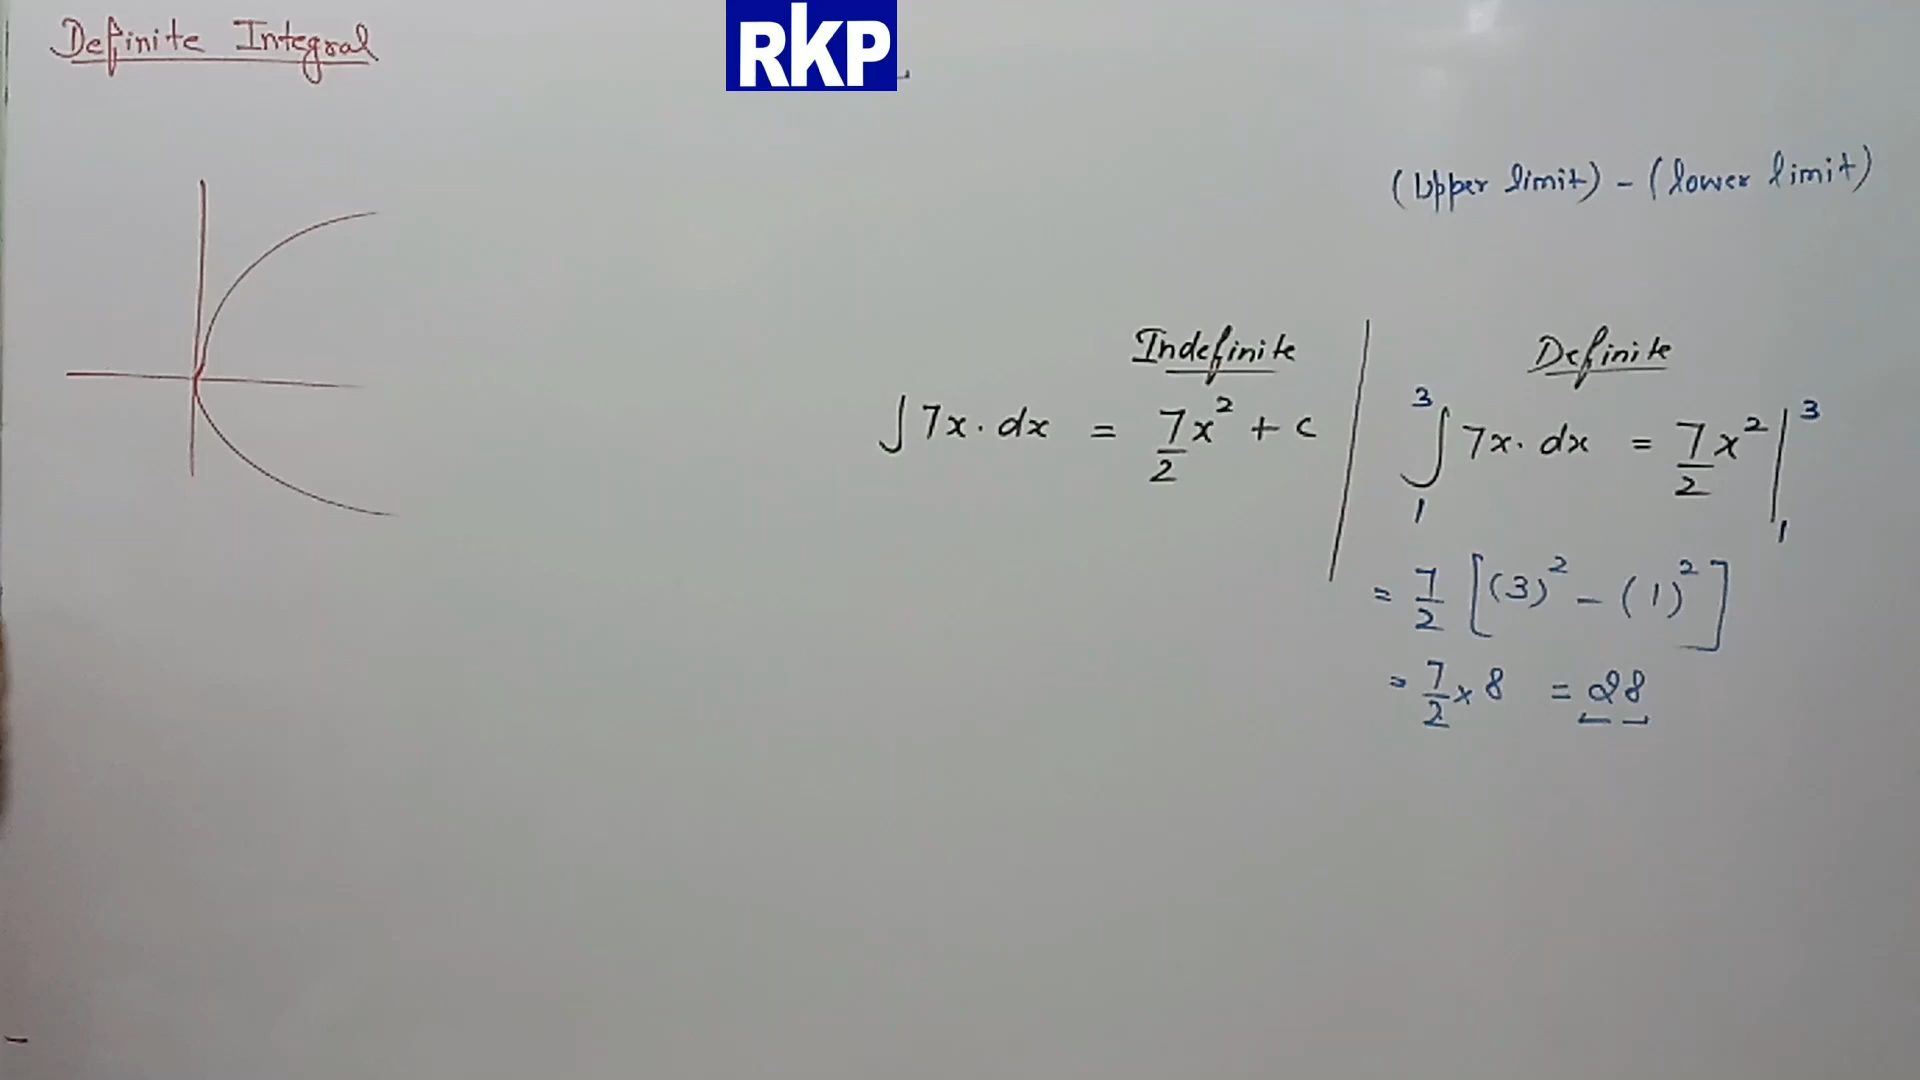 Definite Integral
RKP
(Upper limit) - (lower limit)
Indefinite
∫ 7x. dx = 7/2 x² + c
Definite
∫₁³ 7x. dx = 7/2 x² |₁³
= 7/2 [(3)² - (1)²]
= 7/2 x 8 = 28